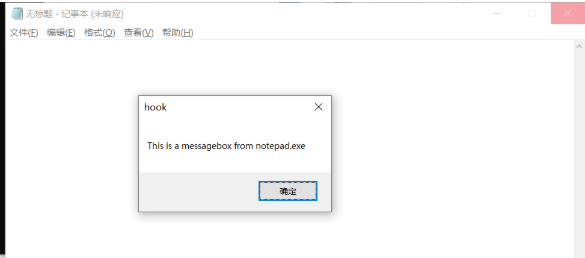 无标题 - 记事本 (未响应)
文件(F) 编辑(E) 格式(O) 查看(V) 帮助(H)
hook
This is a messagebox from notepad.exe
确定